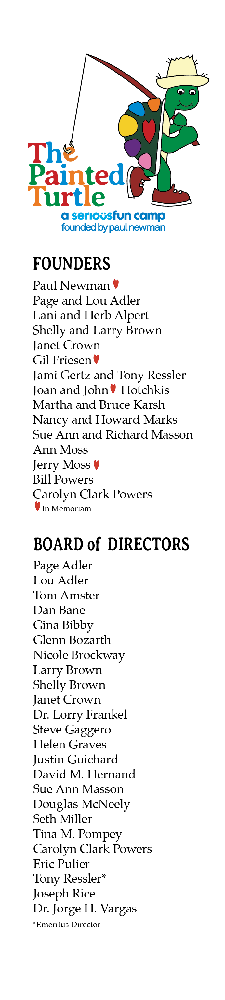 The
Painted
Turtle
a seriöusfun camp
founded by paul newman
FOUNDERS
Paul Newman
Page and Lou Adler
Lani and Herb Alpert
Shelly and Larry Brown
Janet Crown
Gil Friesen
Jami Gertz and Tony Ressler
Joan and John Hotchkis
Martha and Bruce Karsh
Nancy and Howard Marks
Sue Ann and Richard Masson
Ann Moss
Jerry Moss
Bill Powers
Carolyn Clark Powers
In Memoriam
BOARD of DIRECTORS
Page Adler
Lou Adler
Tom Amster
Dan Bane
Gina Bibby
Glenn Bozarth
Nicole Brockway
Larry Brown
Shelly Brown
Janet Crown
Dr. Lorry Frankel
Steve Gaggero
Helen Graves
Justin Guichard
David M. Hernand
Sue Ann Masson
Douglas McNeely
Seth Miller
Tina M. Pompey
Carolyn Clark Powers
Eric Pulier
Tony Ressler*
Joseph Rice
Dr. Jorge H. Vargas
*Emeritus Director